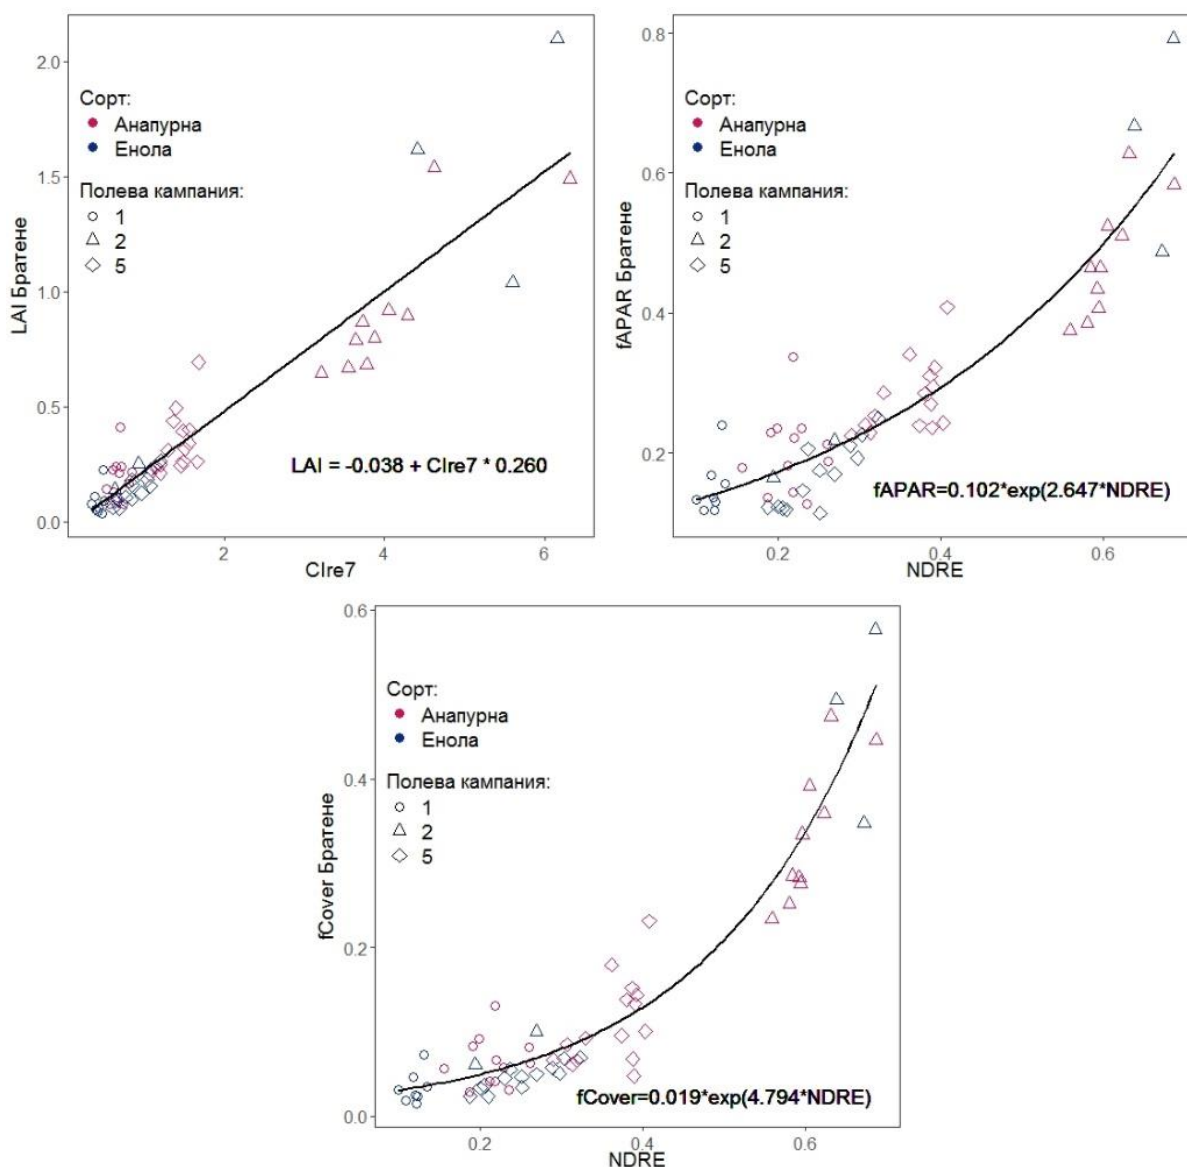 2.0
1.5
1.0
0.5
0.0
LAI Братене
Сорт:
Анапурна
Енола
Полева кампания:
1
2
5
LAI = -0.038 + CIre7 * 0.260
2 4 6
CIre7
0.8
0.6
0.4
0.2
fAPAR Братене
Сорт:
Анапурна
Енола
Полева кампания:
1
2
5
fAPAR=0.102*exp(2.647*NDRE)
0.2 0.4 0.6
NDRE
0.6
0.4
0.2
0.0
fCover Братене
Сорт:
Анапурна
Енола
Полева кампания:
1
2
5
fCover=0.019*exp(4.794*NDRE)
0.2 0.4 0.6
NDRE